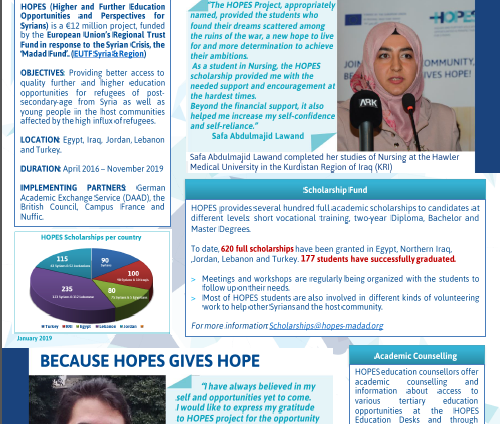 HOPES (Higher and Further Education
Opportunities and Perspectives for
Syrians) is a €12 million project, funded
by the European Union's Regional Trust
Fund in response to the Syrian Crisis, the
'Madad Fund'. (EUTF Syria & Region)
OBJECTIVES: Providing better access to
quality further and higher education
opportunities for refugees of post-
secondary-age from Syria as well as
young people in the host communities
affected by the high influx of refugees.
LOCATION: Egypt, Iraq, Jordan, Lebanon
and Turkey.
DURATION: April 2016 – November 2019
IMPLEMENTING PARTNERS: German
Academic Exchange Service (DAAD), the
British Council, Campus France and
Nuffic.
HOPES Scholarships per country
115
90
100
80
235
Turkey KRI Egypt Lebanon Jordan
January 2019
"The HOPES Project, appropriately
named, provided the students who
found their dreams scattered among
the ruins of the war, a new hope to live
for and more determination to achieve
their ambitions.
As a student in Nursing, the HOPES
scholarship provided me with the
needed support and encouragement at
the hardest times.
Beyond the financial support, it also
helped me increase my self-confidence
and self-reliance."
Safa Abdulmajid Lawand
COMMUNITY,
GIVES HOPE!
ARK
Safa Abdulmajid Lawand completed her studies of Nursing at the Hawler
Medical University in the Kurdistan Region of Iraq (KRI)
Scholarship Fund
HOPES provides several hundred full academic scholarships to candidates at
different levels: short vocational training, two-year Diploma, Bachelor and
Master Degrees.
To date, 620 full scholarships have been granted in Egypt, Northern Iraq,
Jordan, Lebanon and Turkey. 177 students have successfully graduated.
> Meetings and workshops are regularly being organized with the students to
follow upon their needs.
> Most of HOPES students are also involved in different kinds of volunteering
work to help other Syrians and the host community.
For more information: Scholarships@hopes-madad.org
BECAUSE HOPES GIVES HOPE
"I have always believed in my
self and opportunities yet to come.
I would like to express my gratitude
to HOPES project for the opportunity
Academic Counselling
HOPES education counsellors offer
academic counselling and
information about access to
various tertiary education
opportunities at the HOPES
Education Desks and through